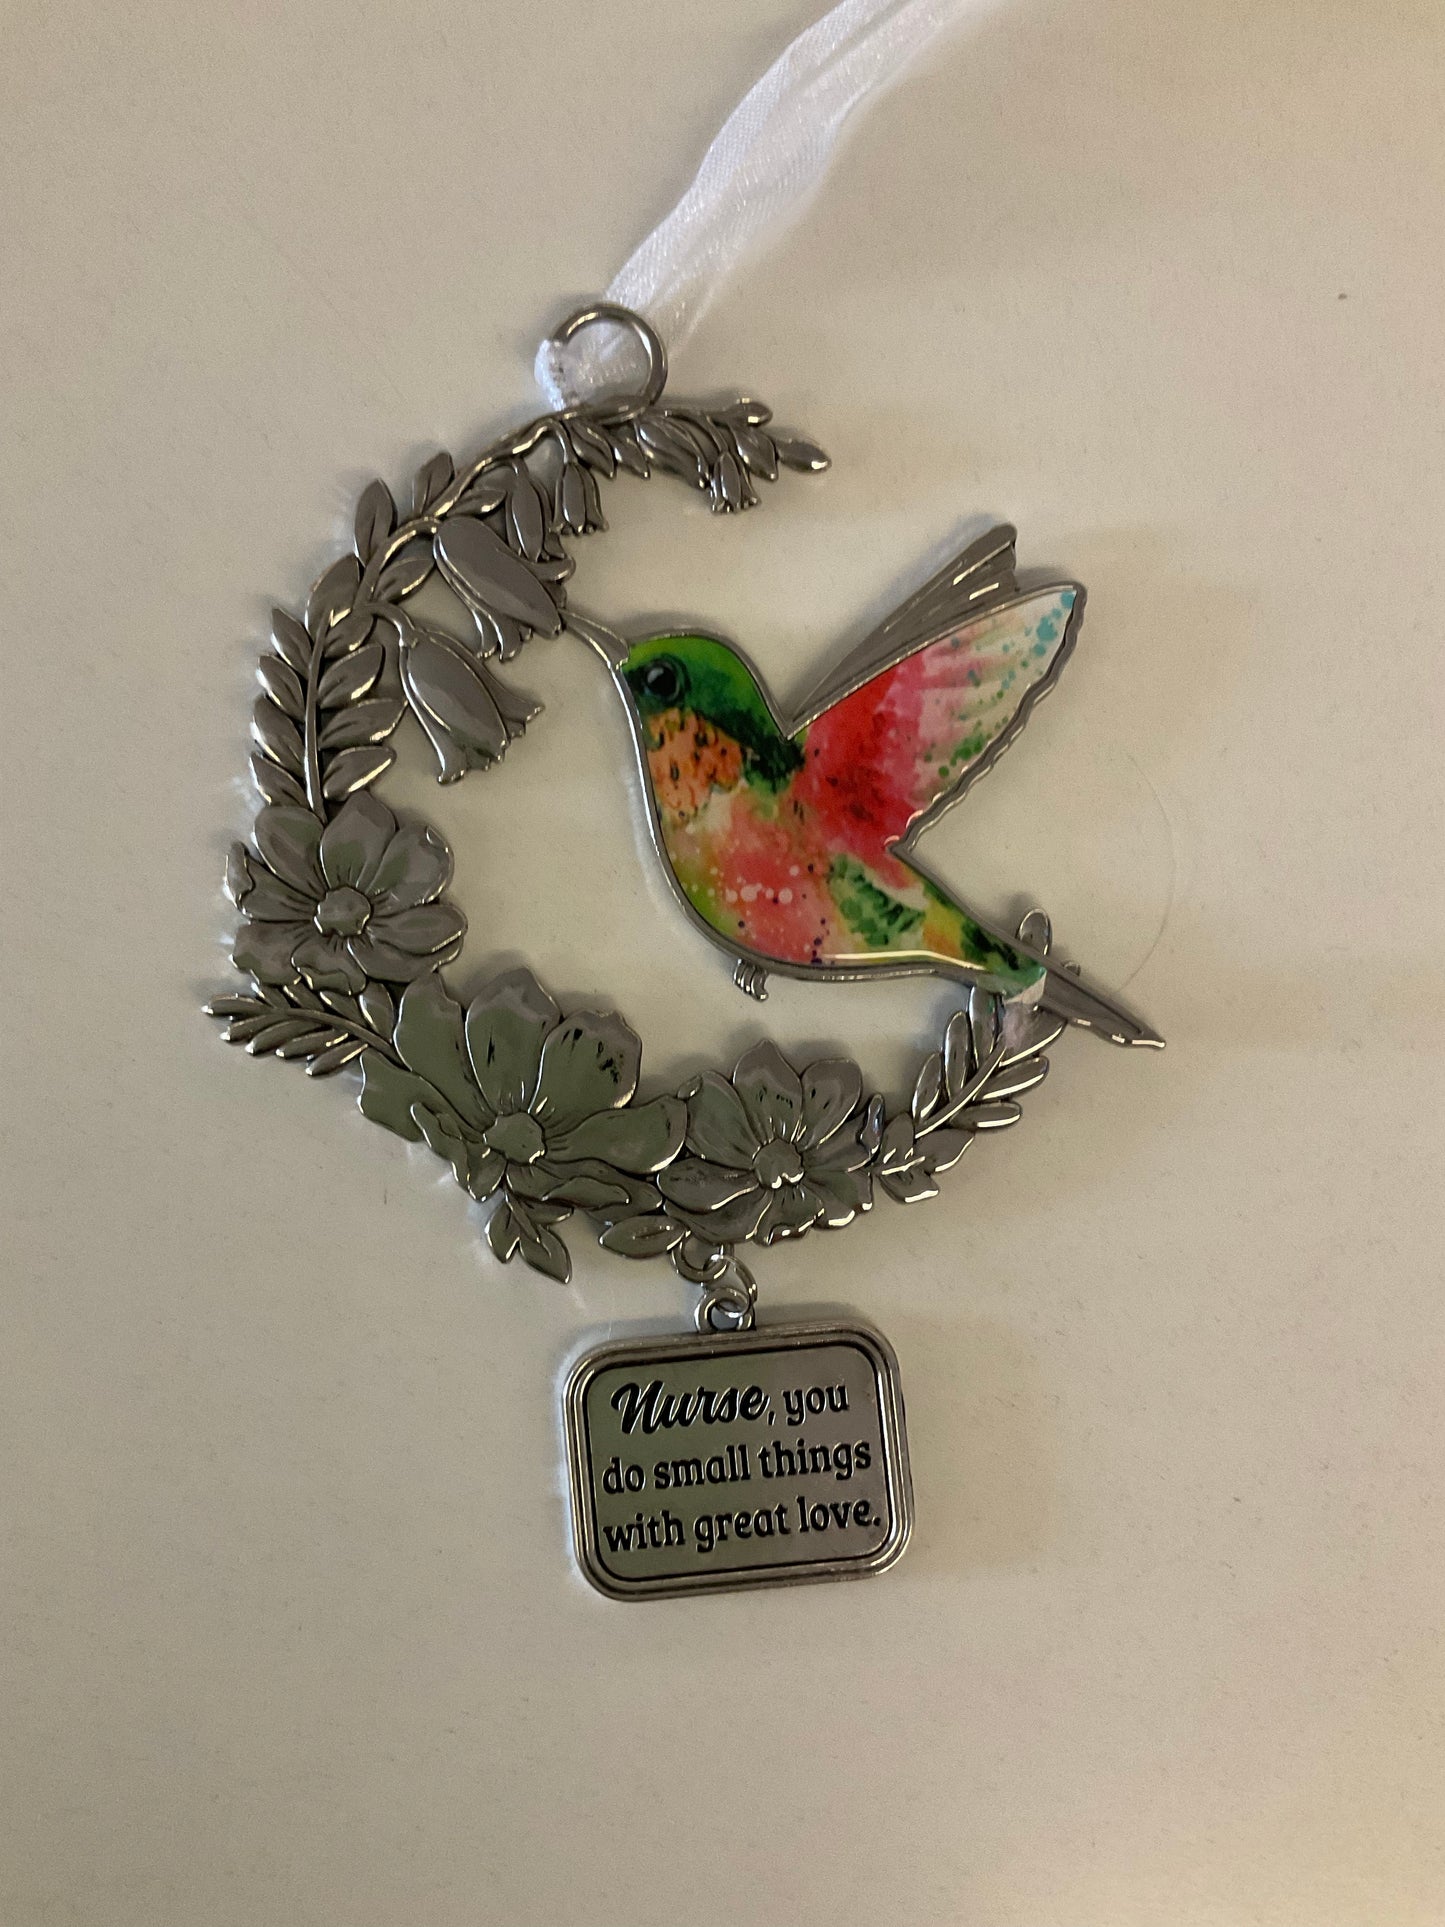 Nurse, you
do small things
with great love.